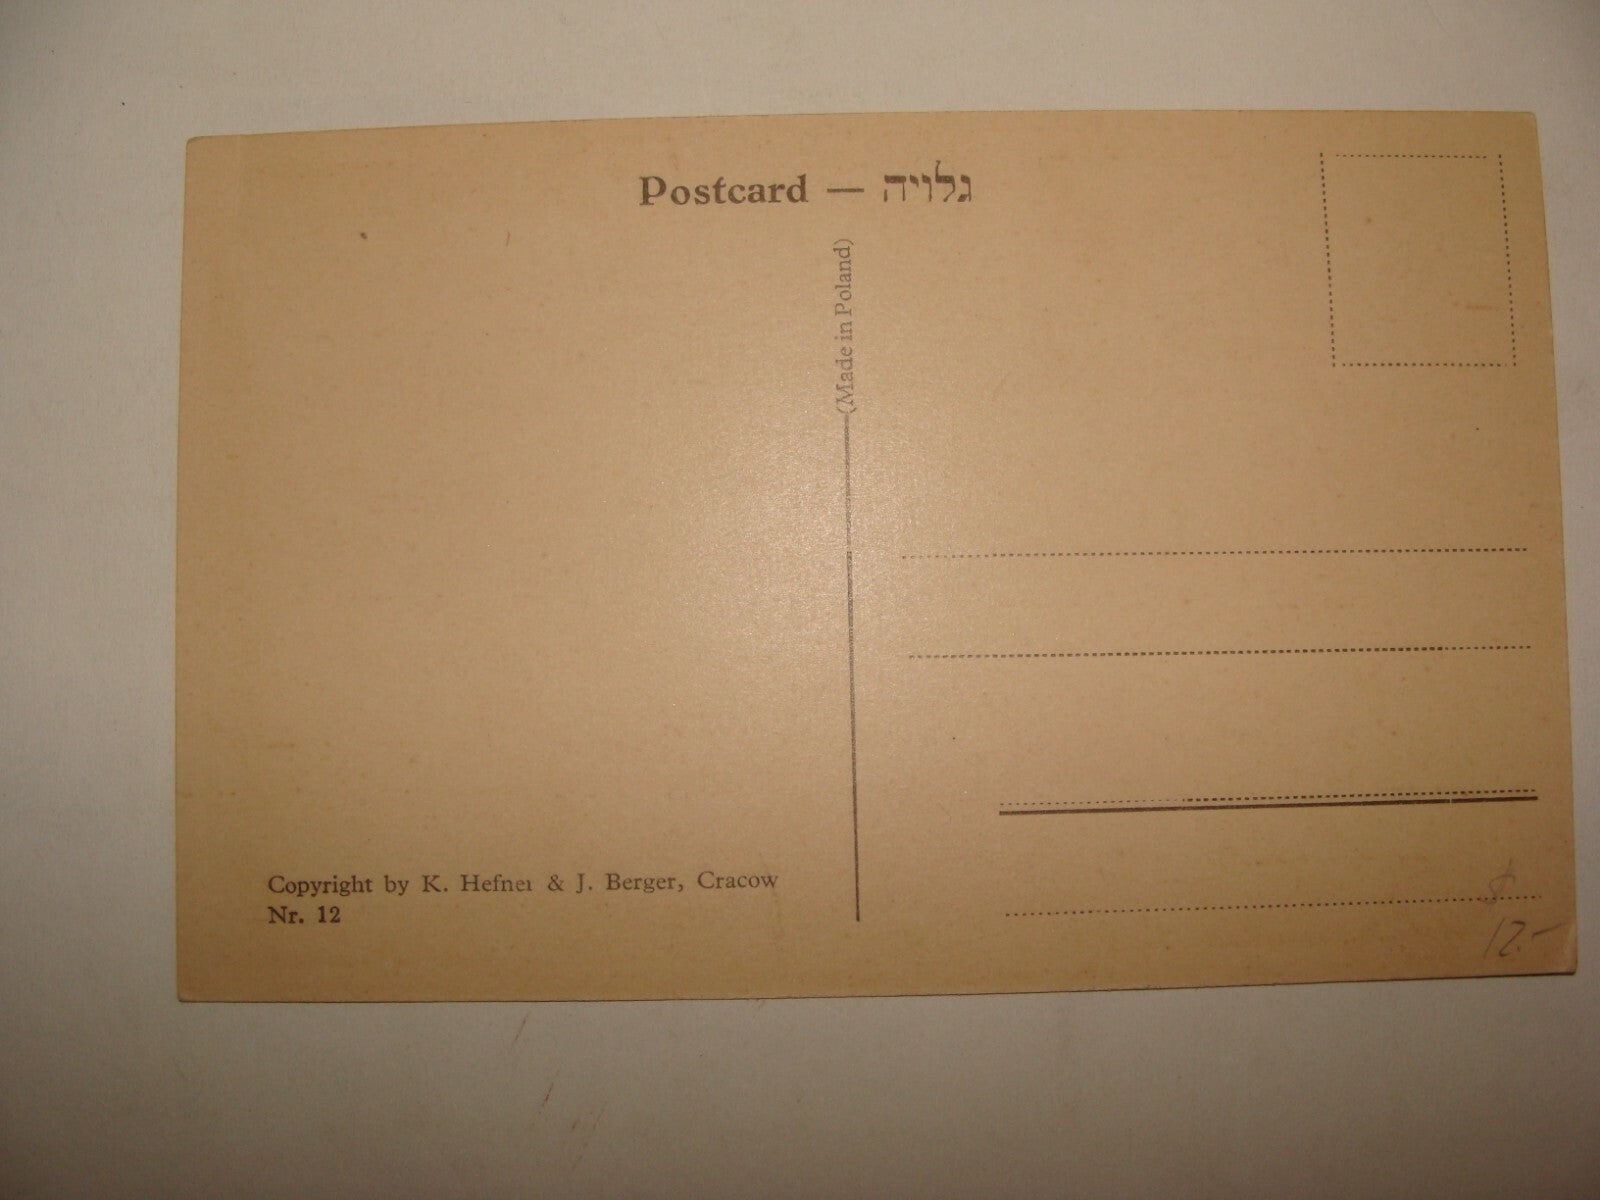 Postcard — גלויה
(Made in Poland)
Copyright by K. Hefner & J. Berger, Cracow
Nr. 12
$
12.-